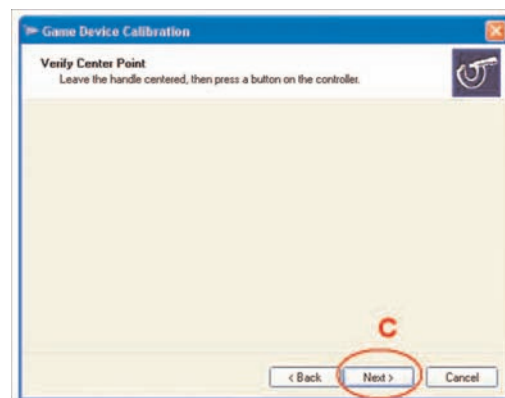 Game Device Calibration
Verify Center Point
Leave the handle centered, then press a button on the controller.
C
< Back Next > Cancel